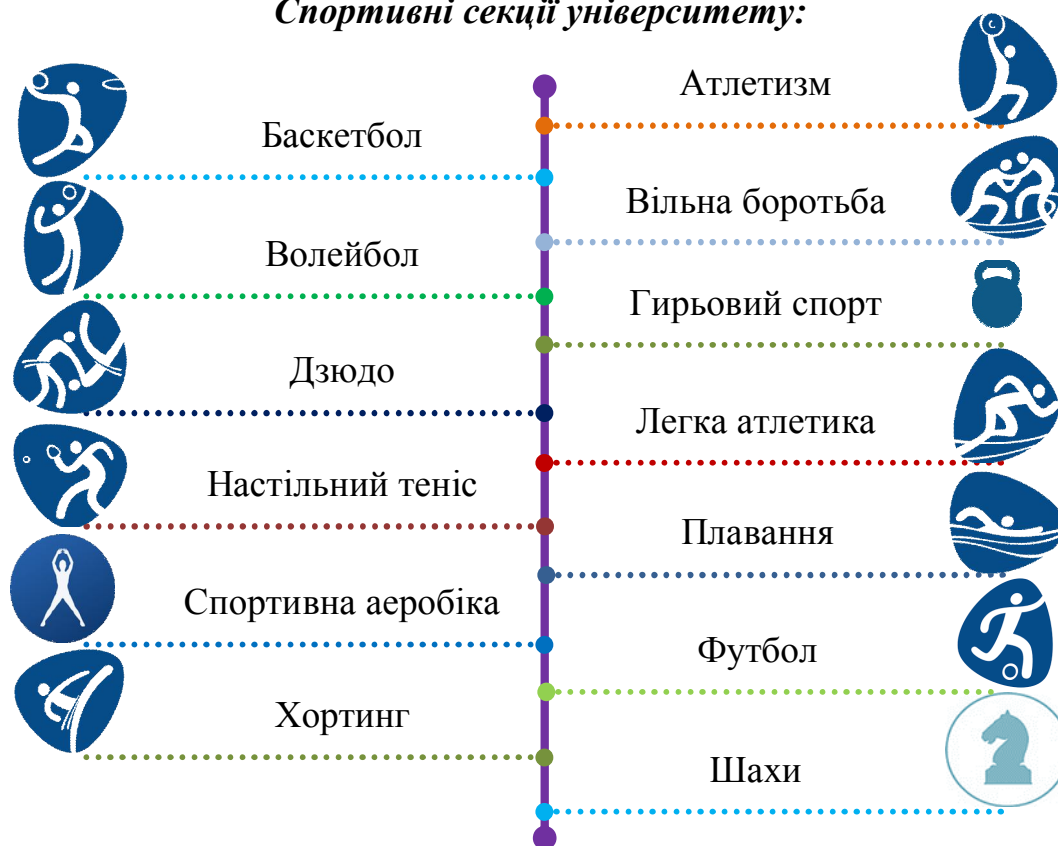 Спортивні секції університету:
Атлетизм
Баскетбол
Вільна боротьба
Волейбол
Гирьовий спорт
Дзюдо
Легка атлетика
Настільний теніс
Плавання
Спортивна аеробіка
Футбол
Хортинг
Шахи